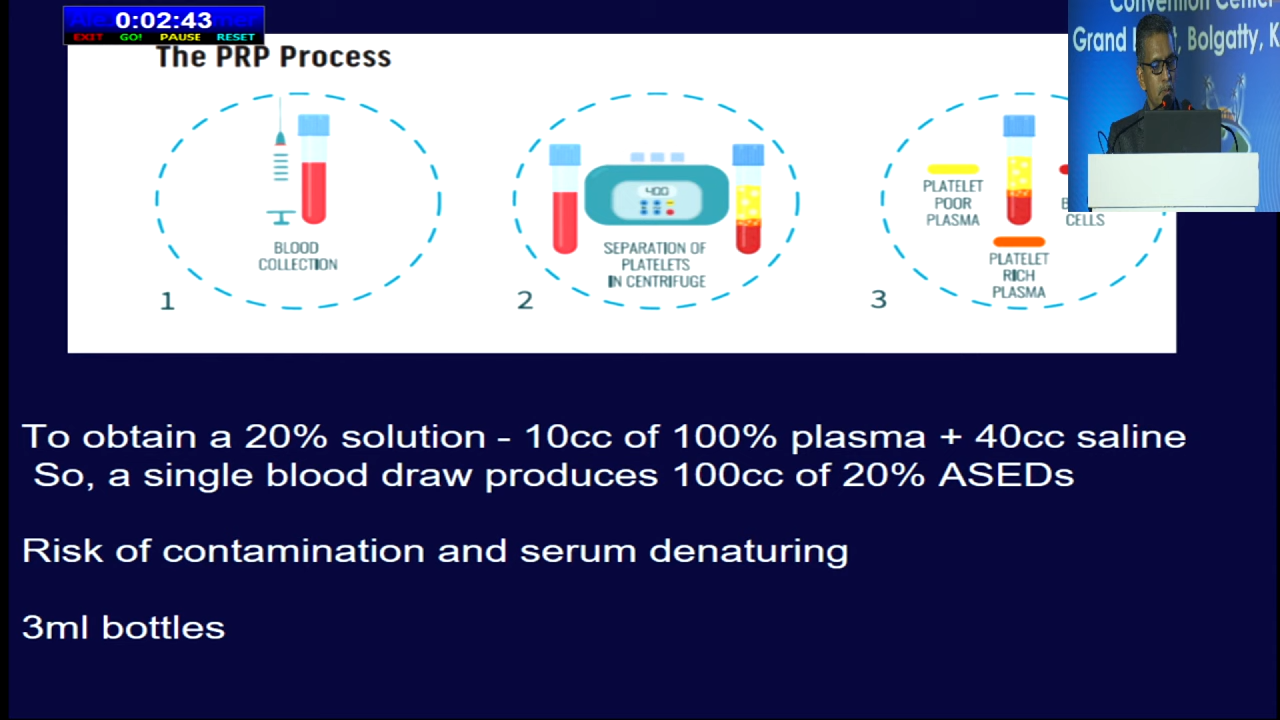 0:02:43
EXIT GO! PAUSE RESET
Convention Center
Grand
, Bolgatty, K
The PRP Process
BLOOD
COLLECTION
1
400
SEPARATION OF
PLATELETS
IN CENTRIFUGE
2
PLATELET
POOR
PLASMA
CELLS
PLATELET
RICH
PLASMA
3
To obtain a 20% solution - 10cc of 100% plasma + 40cc saline
So, a single blood draw produces 100cc of 20% ASEDs
Risk of contamination and serum denaturing
3ml bottles